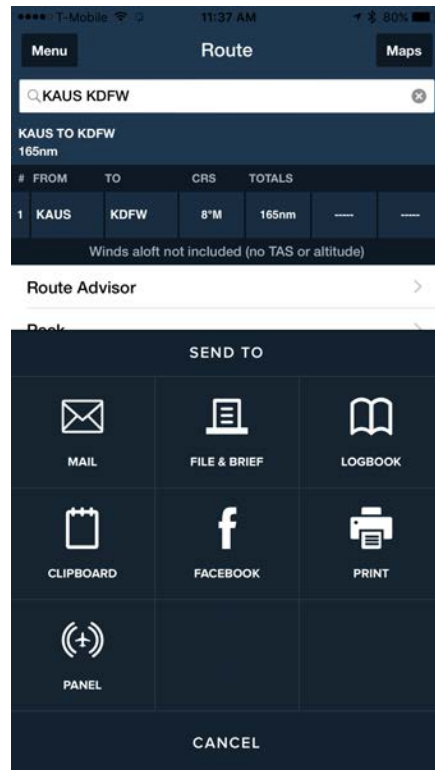 T-Mobile 11:37 AM 80%
Menu Route Maps
KAUS KDFW
KAUS TO KDFW
165nm
# FROM TO CRS TOTALS
1 KAUS KDFW 8°M 165nm ----- -----
Winds aloft not included (no TAS or altitude)
Route Advisor
SEND TO
MAIL FILE & BRIEF LOGBOOK
CLIPBOARD FACEBOOK PRINT
PANEL
CANCEL